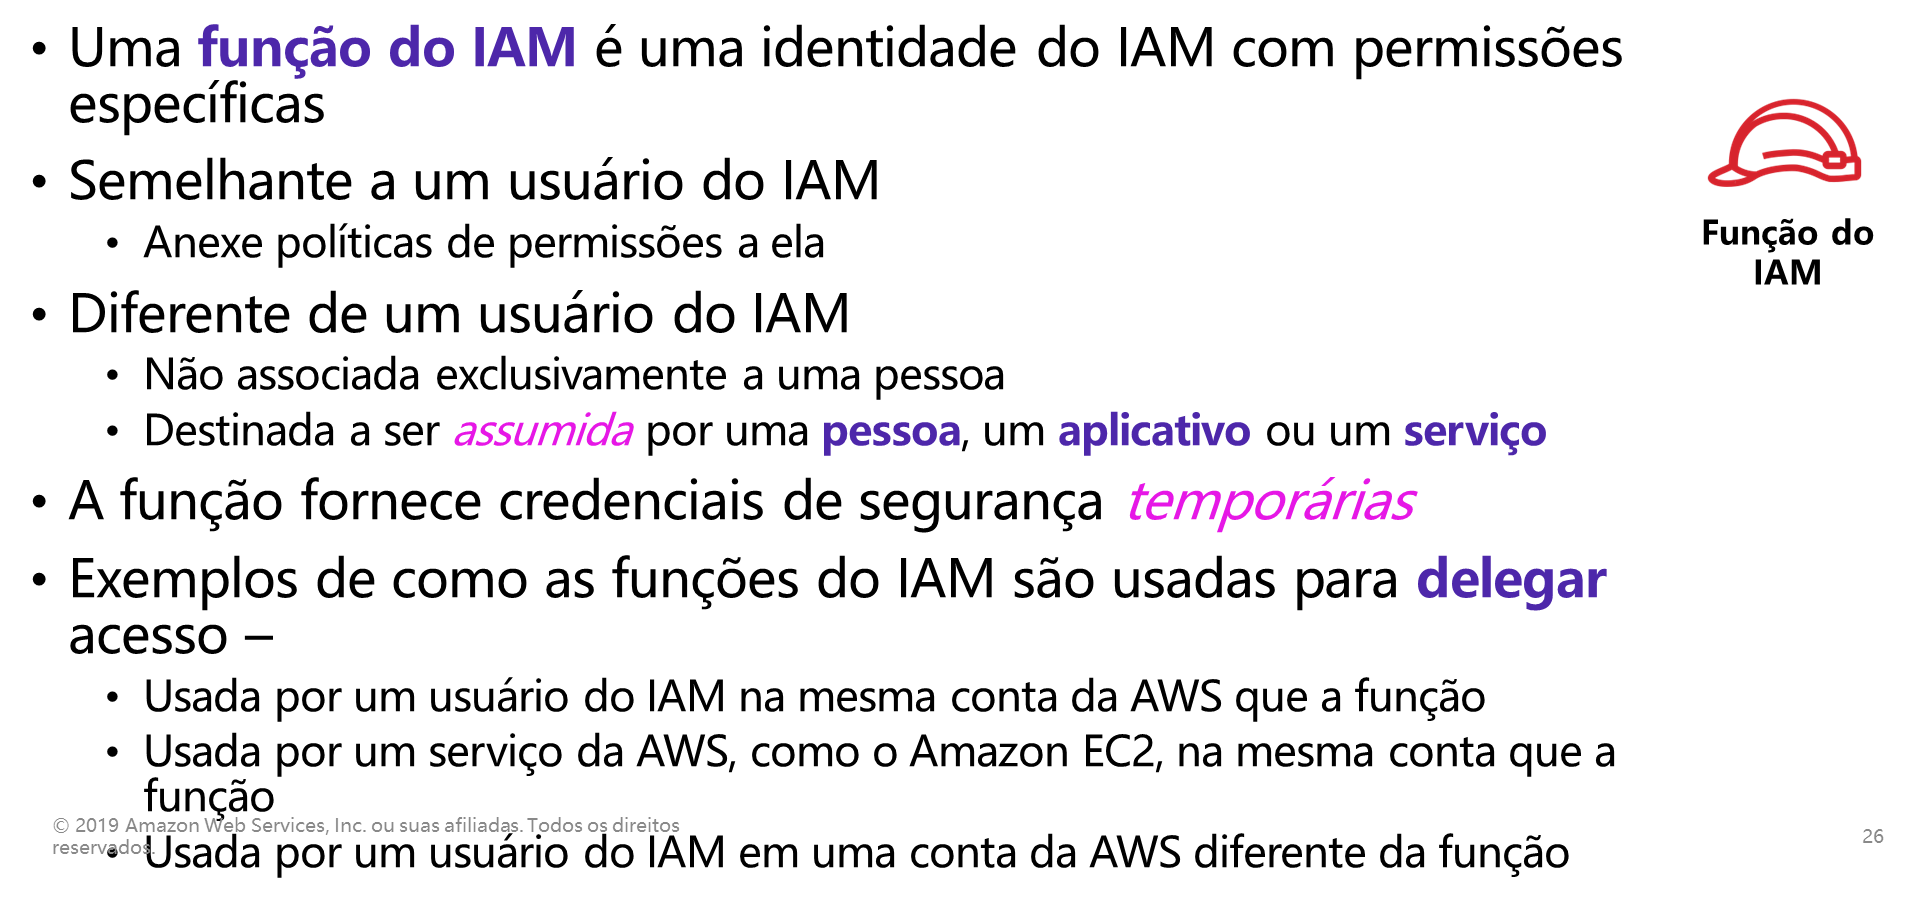 • Uma função do IAM é uma identidade do IAM com permissões
específicas
• Semelhante a um usuário do IAM
• Anexe políticas de permissões a ela
• Diferente de um usuário do IAM
• Não associada exclusivamente a uma pessoa
• Destinada a ser assumida por uma pessoa, um aplicativo ou um serviço
• A função fornece credenciais de segurança temporárias
• Exemplos de como as funções do IAM são usadas para delegar
acesso –
• Usada por um usuário do IAM na mesma conta da AWS que a função
• Usada por um serviço da AWS, como o Amazon EC2, na mesma conta que a
função
• Usada por um usuário do IAM em uma conta da AWS diferente da função
Função do
IAM
© 2019 Amazon Web Services, Inc. ou suas afiliadas. Todos os direitos
reservados.
26